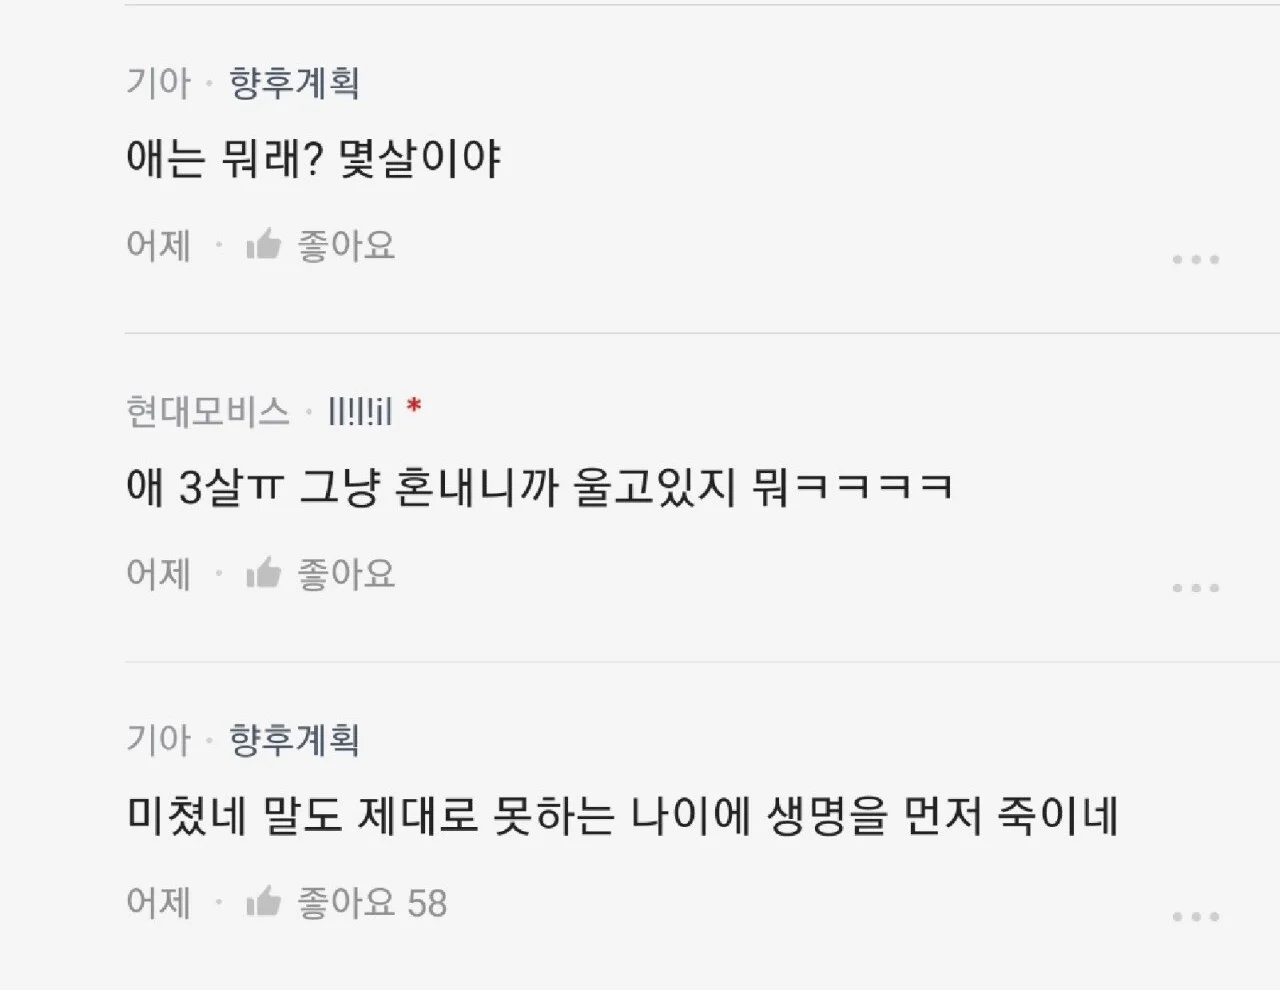 기아 · 향후계획
애는 뭐래? 몇살이야
어제 · 좋아요
현대모비스 · ll!l!il *
애 3살ㅠ 그냥 혼내니까 울고있지 뭐ㅋㅋㅋㅋ
어제 · 좋아요
기아 · 향후계획
미쳤네 말도 제대로 못하는 나이에 생명을 먼저 죽이네
어제 · 좋아요 58